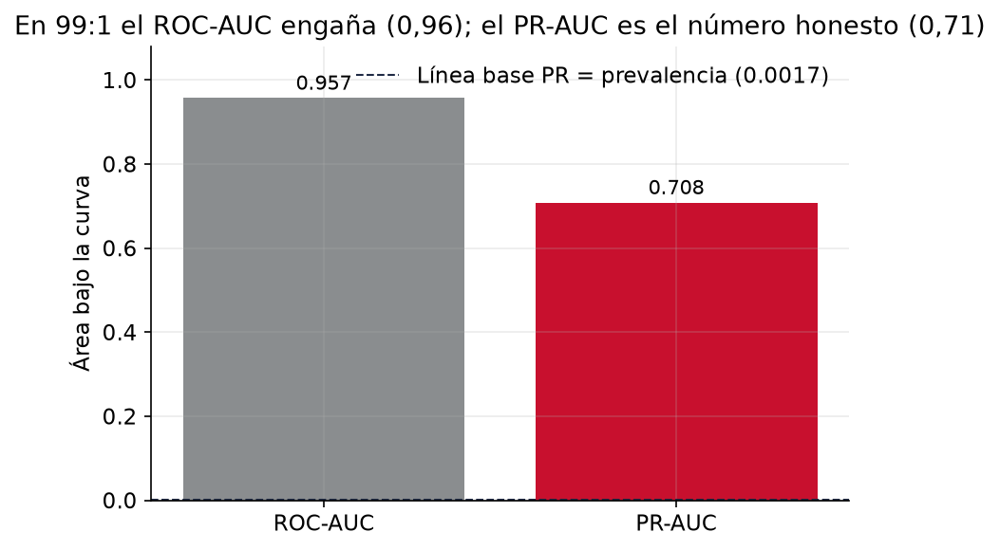 En 99:1 el ROC-AUC engaña (0,96); el PR-AUC es el número honesto (0,71)
Línea base PR = prevalencia (0.0017)
0.957
0.708
Área bajo la curva
1.0
0.8
0.6
0.4
0.2
0.0
ROC-AUC
PR-AUC